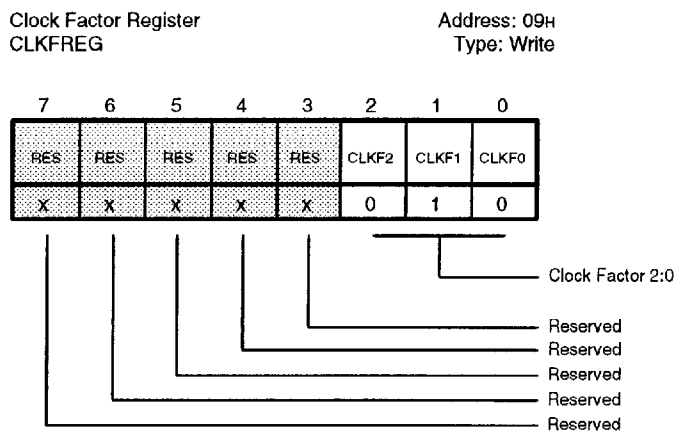 Clock Factor Register
CLKFREG
Address: 09H
Type: Write
7 6 5 4 3 2 1 0
RES RES RES RES RES CLKF2 CLKF1 CLKF0
X X X X X 0 1 0
Clock Factor 2:0
Reserved
Reserved
Reserved
Reserved
Reserved